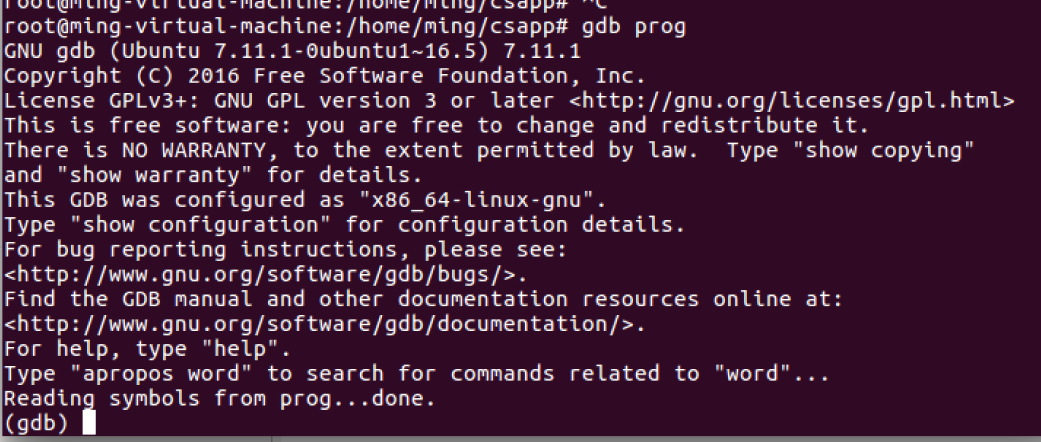 root@ming-virtual-machine:/home/ming/csapp# ^C
root@ming-virtual-machine:/home/ming/csapp# gdb prog
GNU gdb (Ubuntu 7.11.1-0ubuntu1~16.5) 7.11.1
Copyright (C) 2016 Free Software Foundation, Inc.
License GPLv3+: GNU GPL version 3 or later <http://gnu.org/licenses/gpl.html>
This is free software: you are free to change and redistribute it.
There is NO WARRANTY, to the extent permitted by law.  Type "show copying"
and "show warranty" for details.
This GDB was configured as "x86_64-linux-gnu".
Type "show configuration" for configuration details.
For bug reporting instructions, please see:
<http://www.gnu.org/software/gdb/bugs/>.
Find the GDB manual and other documentation resources online at:
<http://www.gnu.org/software/gdb/documentation/>.
For help, type "help".
Type "apropos word" to search for commands related to "word"...
Reading symbols from prog...done.
(gdb)